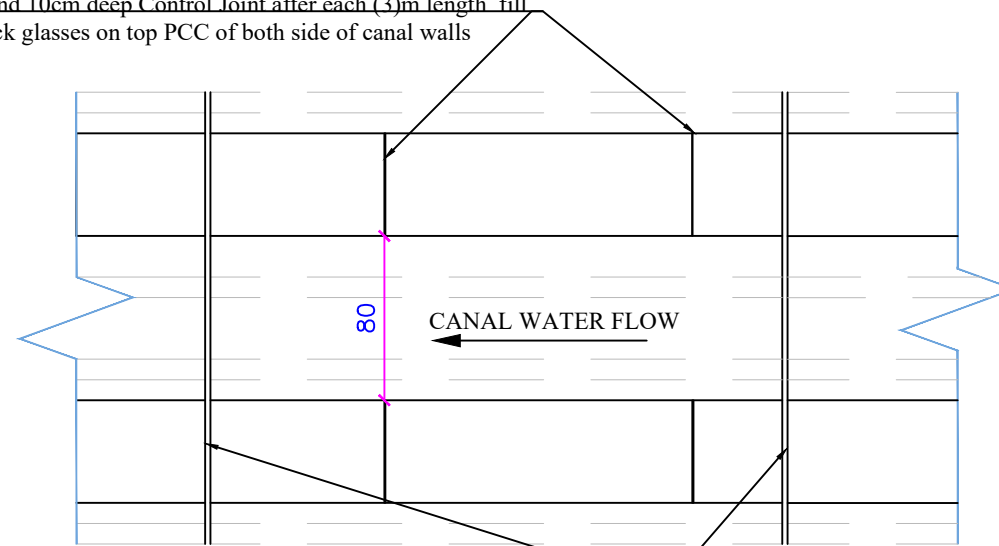 nd 10cm deep Control Joint after each (3)m length fill
ck glasses on top PCC of both side of canal walls
80
CANAL WATER FLOW